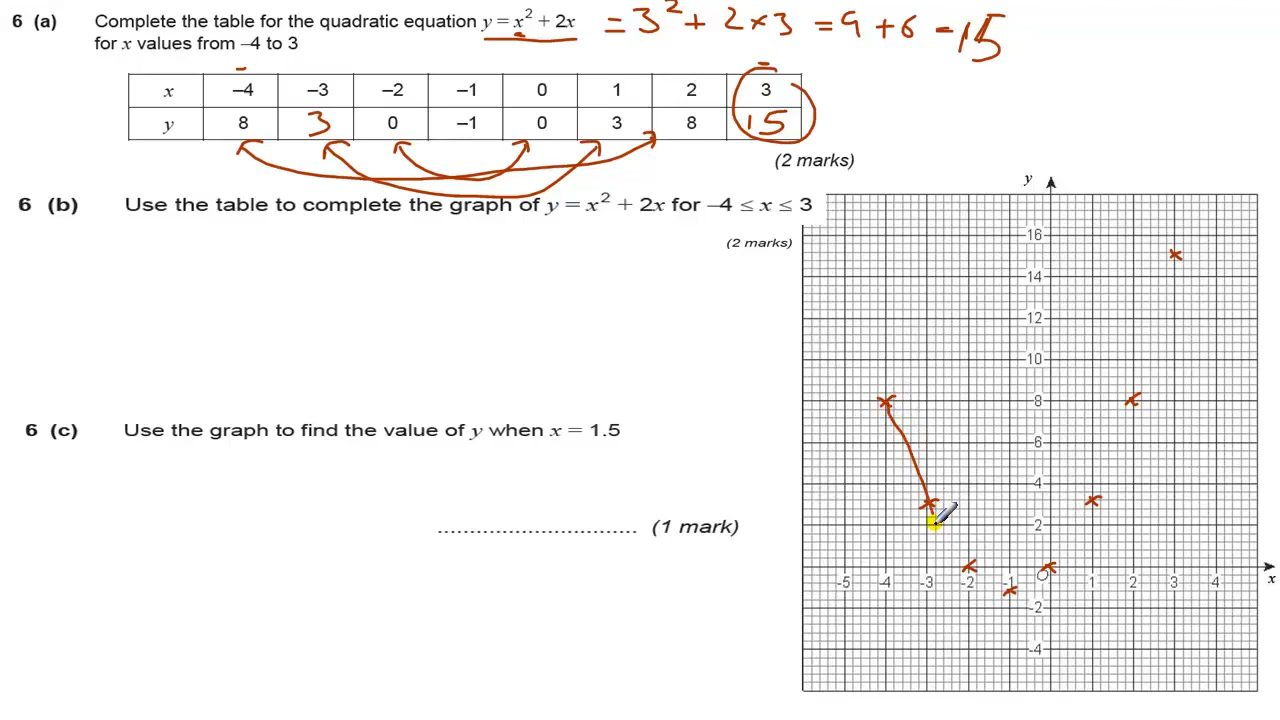 6 (a) Complete the table for the quadratic equation y = x² + 2x = 3² + 2 × 3 = 9 + 6 = 15
for x values from –4 to 3
x –4 –3 –2 –1 0 1 2 3
y 8 3 0 –1 0 3 8 15
(2 marks)
6 (b) Use the table to complete the graph of y = x² + 2x for –4 ≤ x ≤ 3
(2 marks)
y
16
14
12
10
8
6
4
2
O
-5 -4 -3 -2 -1 1 2 3 4 x
-2
-4
6 (c) Use the graph to find the value of y when x = 1.5
.................................. (1 mark)